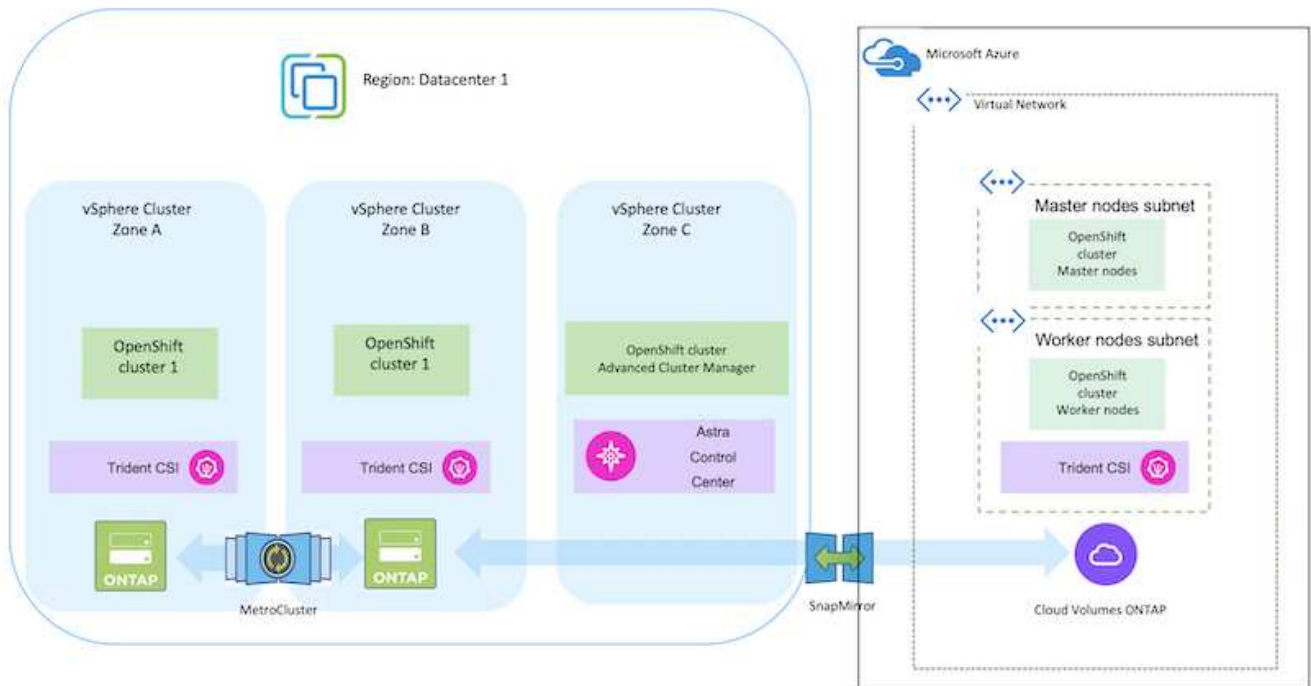 Region: Datacenter 1
vSphere Cluster
Zone A
vSphere Cluster
Zone B
vSphere Cluster
Zone C
OpenShift
cluster 1
OpenShift
cluster 1
OpenShift cluster
Advanced Cluster Manager
Trident CSI
Trident CSI
Astra
Control
Center
ONTAP
ONTAP
MetroCluster
SnapMirror
Microsoft Azure
Virtual Network
Master nodes subnet
OpenShift
cluster
Master nodes
Worker nodes subnet
OpenShift
cluster
Worker nodes
Trident CSI
Cloud Volumes ONTAP